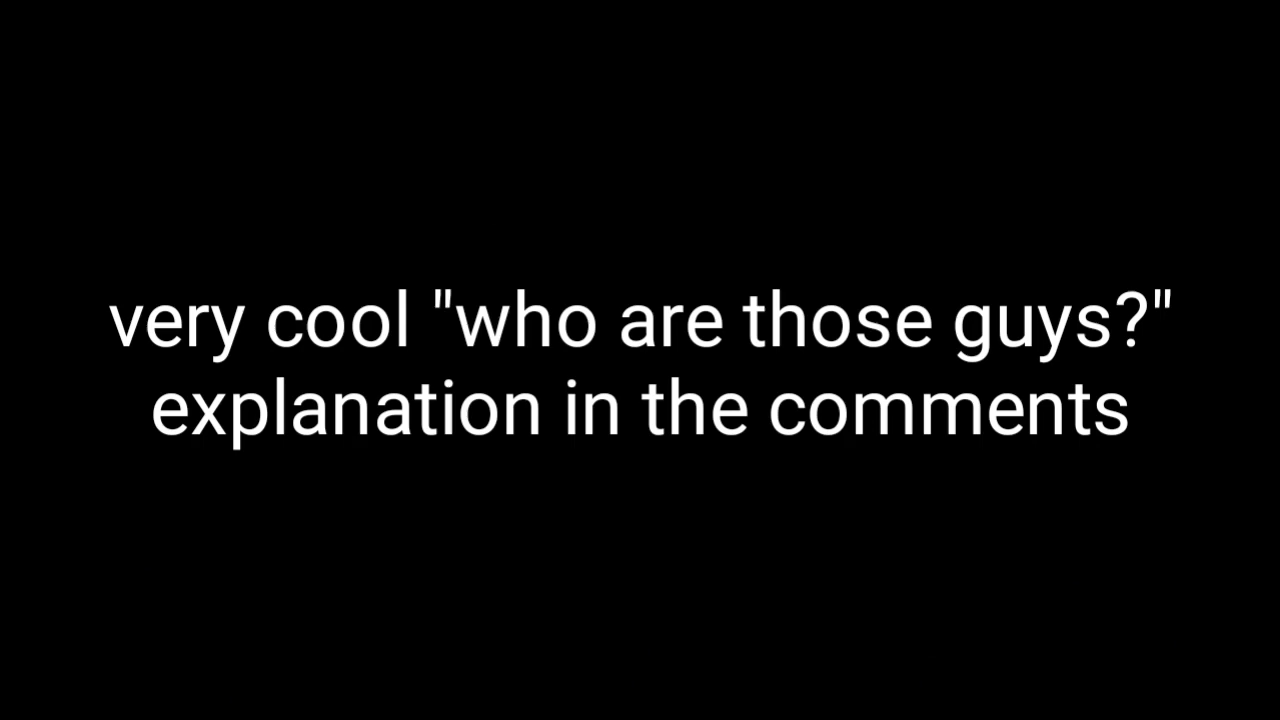 very cool "who are those guys?"
explanation in the comments